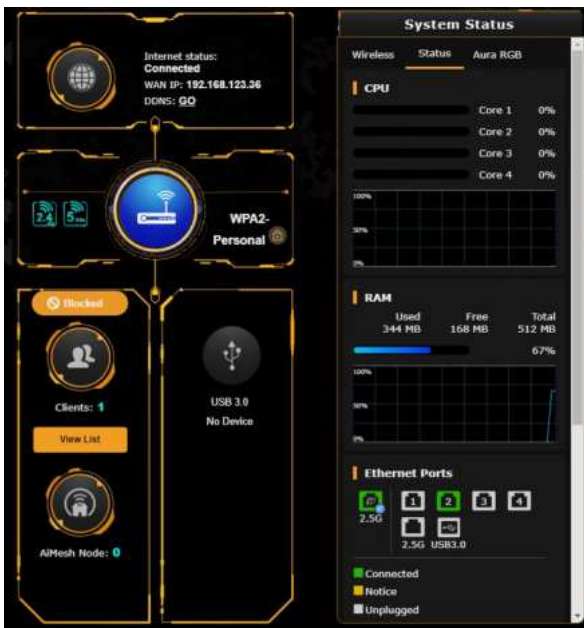 Internet status:
Connected
WAN IP: 192.168.123.36
DDNS: GO
2.4
5
WPA2-
Personal
Blocked
Clients: 1
View List
AiMesh Node: 0
USB 3.0
No Device
System Status
Wireless Status Aura RGB
CPU
Core 1 0%
Core 2 0%
Core 3 0%
Core 4 0%
100%
50%
0%
RAM
Used Free Total
344 MB 168 MB 512 MB
67%
100%
50%
0%
Ethernet Ports
1 2 3 4
2.5G
2.5G USB3.0
Connected
Notice
Unplugged